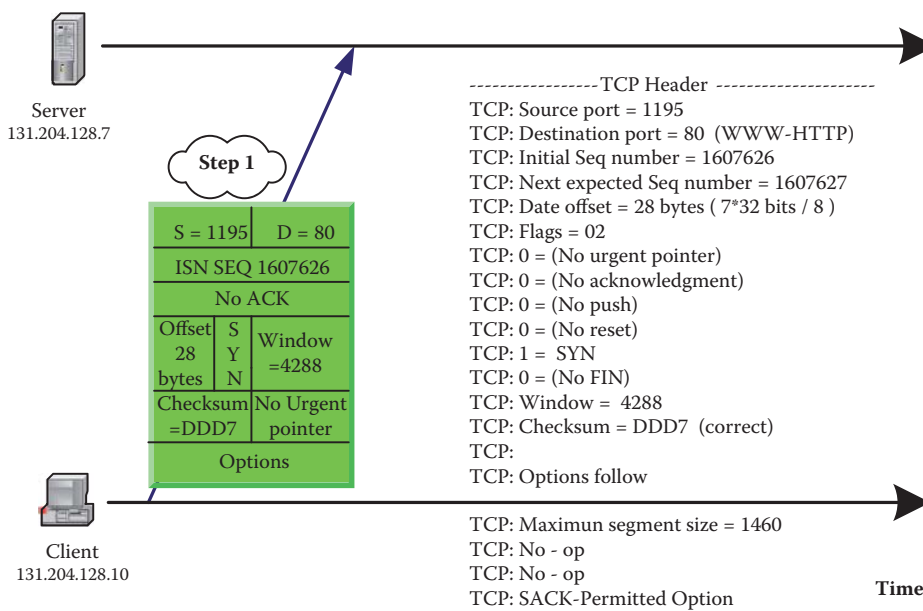 Server
131.204.128.7
Step 1
S = 1195 D = 80
ISN SEQ 1607626
No ACK
Offset
28
bytes
S
Y
N
Window
=4288
Checksum
=DDD7
No Urgent
pointer
Options
Client
131.204.128.10
-----------------TCP Header ---------------------
TCP: Source port = 1195
TCP: Destination port = 80 (WWW-HTTP)
TCP: Initial Seq number = 1607626
TCP: Next expected Seq number = 1607627
TCP: Date offset = 28 bytes ( 7*32 bits / 8 )
TCP: Flags = 02
TCP: 0 = (No urgent pointer)
TCP: 0 = (No acknowledgment)
TCP: 0 = (No push)
TCP: 0 = (No reset)
TCP: 1 = SYN
TCP: 0 = (No FIN)
TCP: Window = 4288
TCP: Checksum = DDD7 (correct)
TCP:
TCP: Options follow
TCP: Maximun segment size = 1460
TCP: No - op
TCP: No - op
TCP: SACK-Permitted Option
Time